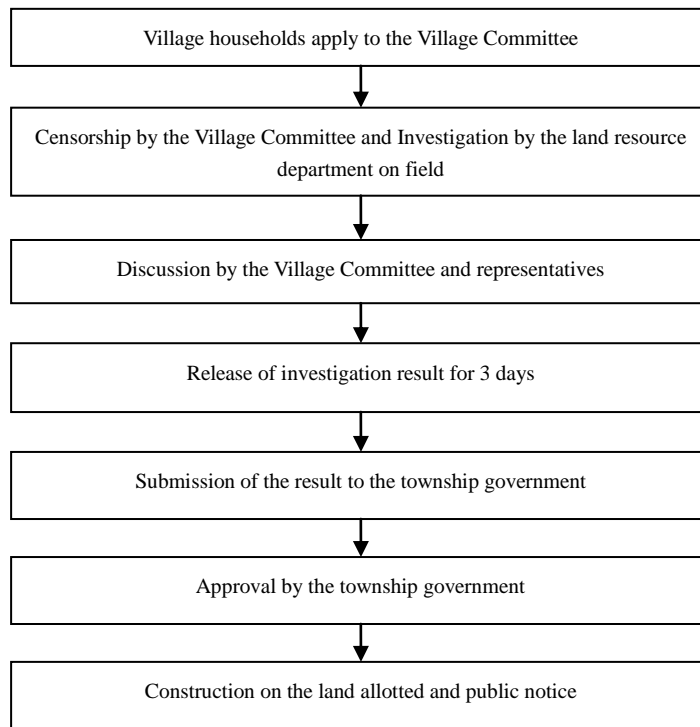 Village households apply to the Village Committee
Censorship by the Village Committee and Investigation by the land resource
department on field
Discussion by the Village Committee and representatives
Release of investigation result for 3 days
Submission of the result to the township government
Approval by the township government
Construction on the land allotted and public notice